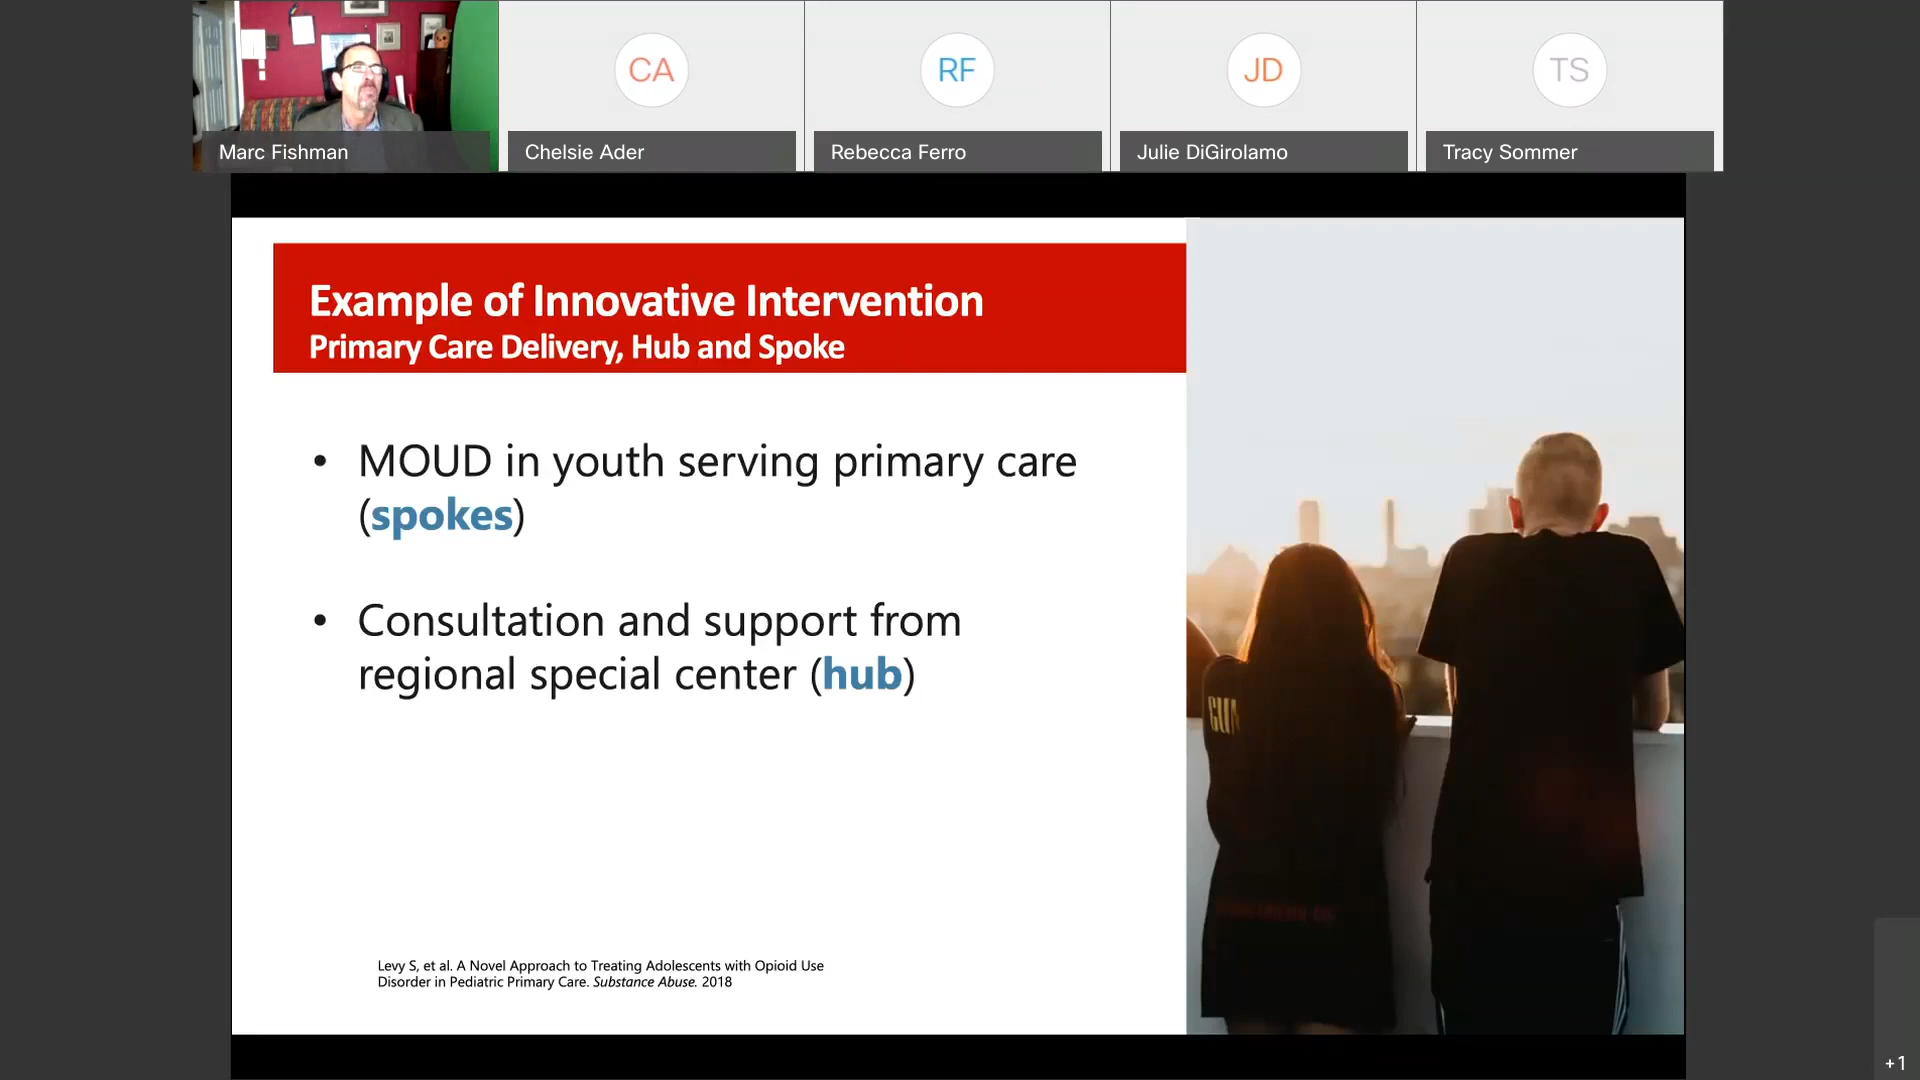 CA
RF
JD
TS
Marc Fishman
Chelsie Ader
Rebecca Ferro
Julie DiGirolamo
Tracy Sommer
Example of Innovative Intervention
Primary Care Delivery, Hub and Spoke
• MOUD in youth serving primary care
(spokes)
• Consultation and support from
regional special center (hub)
GUN
Levy S, et al. A Novel Approach to Treating Adolescents with Opioid Use
Disorder in Pediatric Primary Care. Substance Abuse. 2018
+1